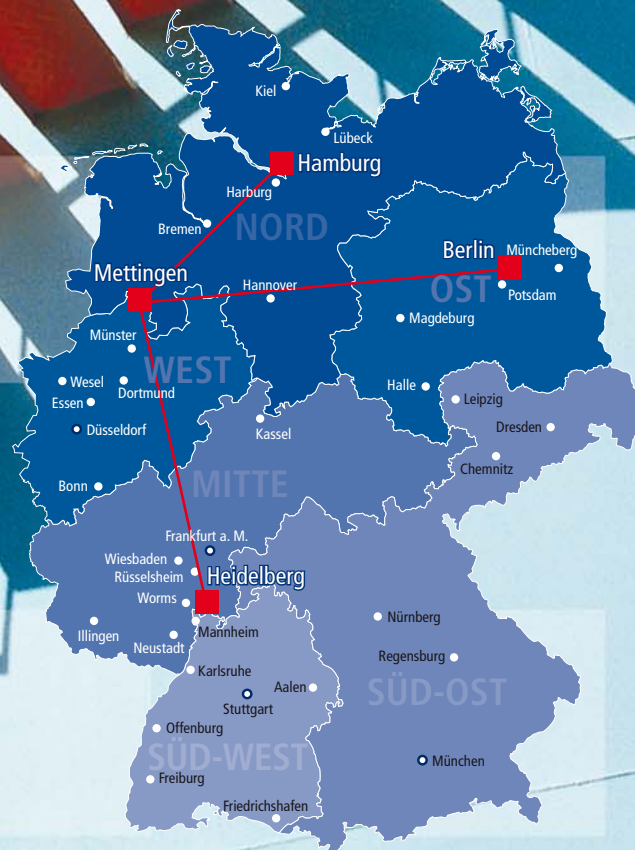 Kiel
Lübeck
Hamburg
Harburg
Bremen
NORD
Berlin
Müncheberg
Mettingen
Hannover
OST
Potsdam
Magdeburg
Münster
WEST
Wesel
Dortmund
Essen
Halle
Leipzig
Düsseldorf
Kassel
Dresden
Chemnitz
Bonn
MITTE
Frankfurt a. M.
Wiesbaden
Rüsselsheim
Heidelberg
Worms
Illingen
Neustadt
Mannheim
Nürnberg
Regensburg
Karlsruhe
Aalen
SÜD-OST
Stuttgart
Offenburg
SÜD-WEST
München
Freiburg
Friedrichshafen